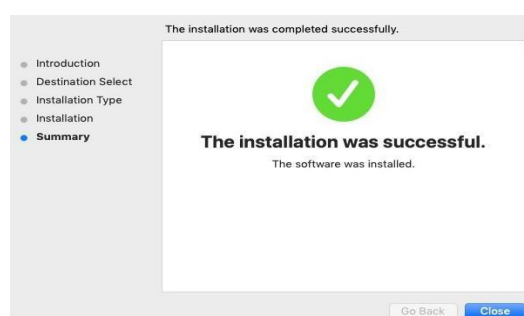 The installation was completed successfully.
Introduction
Destination Select
Installation Type
Installation
Summary
The installation was successful.
The software was installed.
Go Back
Close